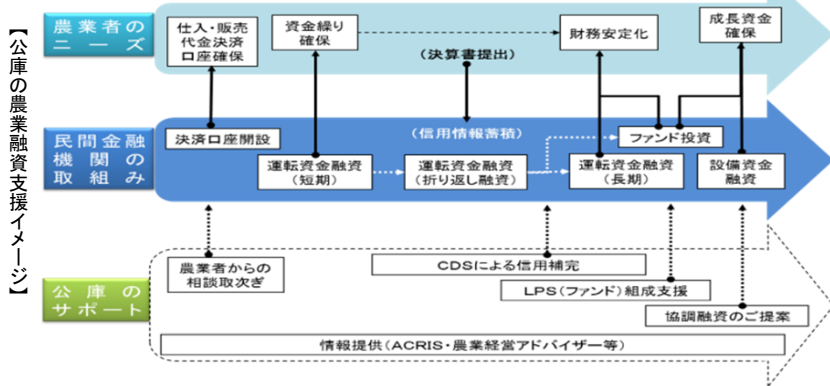 【公庫の農業融資支援イメージ】
農業者の
ニーズ
仕入・販売
代金決済
口座確保
資金繰り
確保
(決算書提出)
財務安定化
成長資金
確保
民間金融
機関の
取組み
決済口座開設
(信用情報蓄積)
ファンド投資
運転資金融資
(短期)
運転資金融資
(折り返し融資)
運転資金融資
(長期)
設備資金
融資
公庫の
サポート
農業者からの
相談取次ぎ
CDSによる信用補完
LPS(ファンド)組成支援
協調融資のご提案
情報提供(ACRIS・農業経営アドバイザー等)